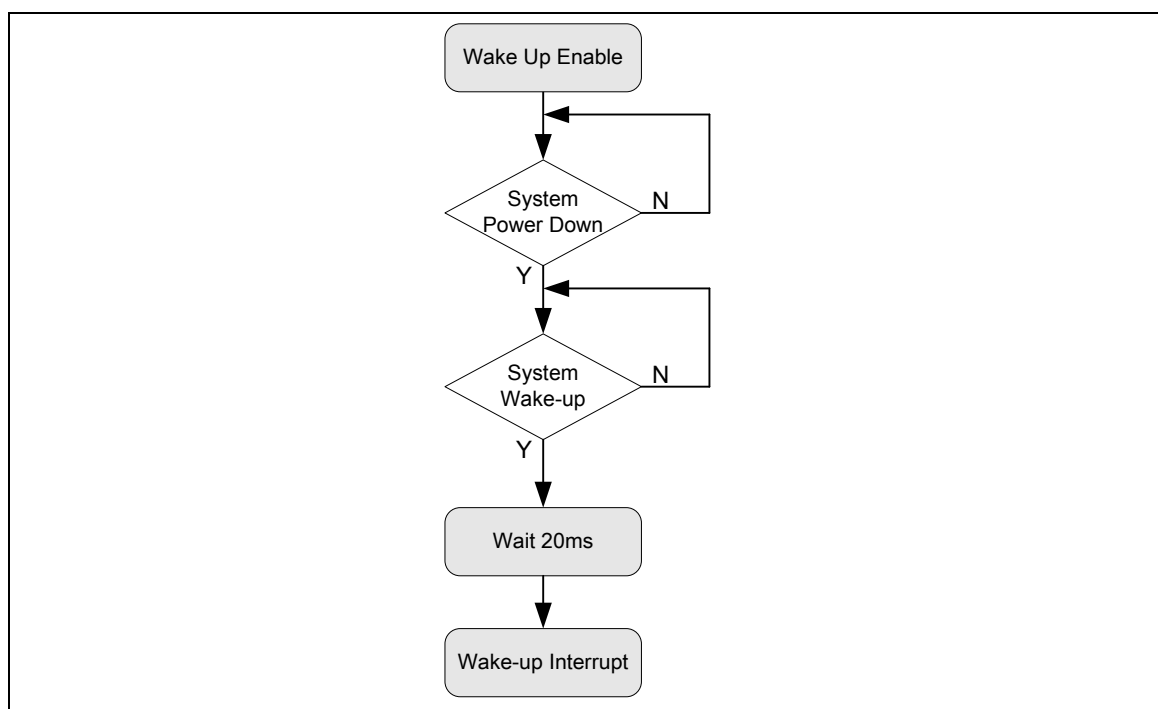 Wake Up Enable
System
Power Down
N
Y
System
Wake-up
N
Y
Wait 20ms
Wake-up Interrupt